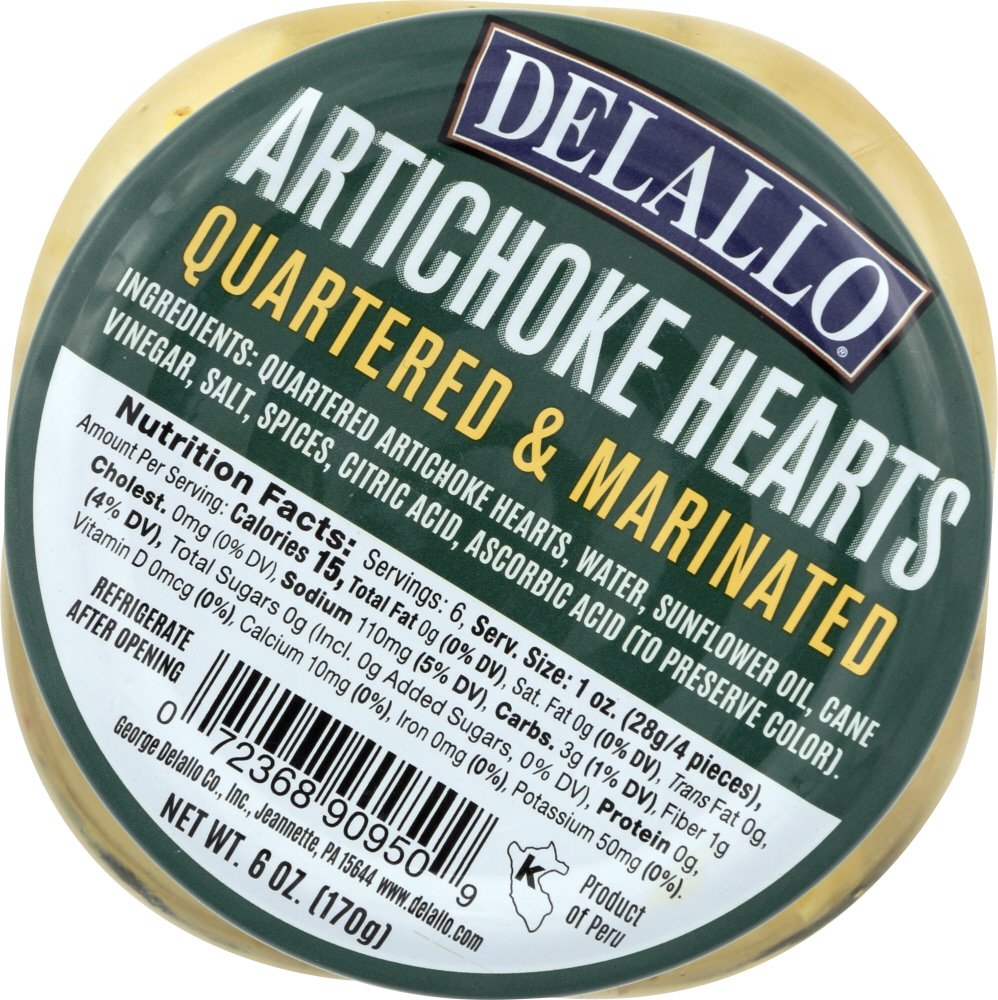 DELALLO®
ARTICHOKE HEARTS
QUARTERED & MARINATED
INGREDIENTS: QUARTERED ARTICHOKE HEARTS, WATER, SUNFLOWER OIL, CANE
VINEGAR, SALT, SPICES, CITRIC ACID, ASCORBIC ACID (TO PRESERVE COLOR).
Nutrition Facts: Servings: 6, Serv. Size: 1 oz. (28g/4 pieces),
Amount Per Serving: Calories 15, Total Fat 0g (0% DV), Sat. Fat 0g (0% DV), Trans Fat 0g,
Cholest. 0mg (0% DV), Sodium 110mg (5% DV), Carbs. 3g (1% DV), Fiber 1g
(4% DV), Total Sugars 0g (Incl. 0g Added Sugars, 0% DV), Protein 0g,
Vitamin D 0mcg (0%), Calcium 10mg (0%), Iron 0mg (0%), Potassium 50mg (0%).
REFRIGERATE
AFTER OPENING
0 72368 90950 9
K
Product
of Peru
George Delallo Co., Inc., Jeannette, PA 15644 www.delallo.com
NET WT. 6 OZ. (170g)